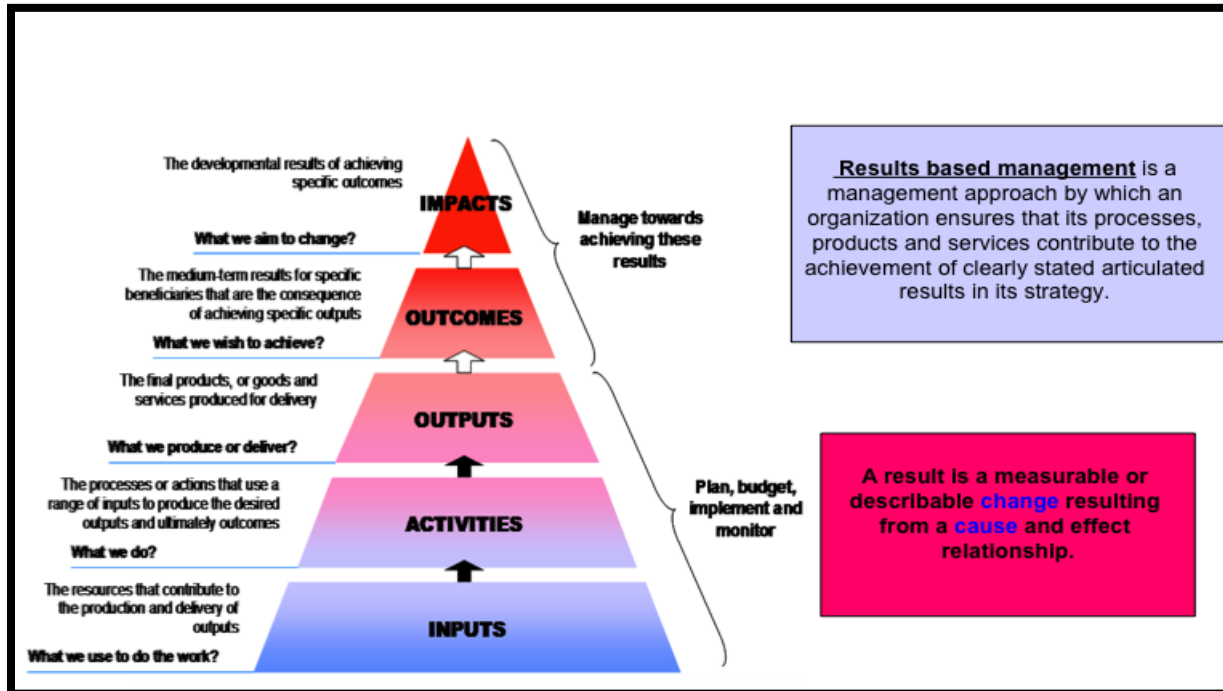 The developmental results of achieving
specific outcomes
IMPACTS
What we aim to change?
The medium-term results for specific
beneficiaries that are the consequence
of achieving specific outputs
OUTCOMES
What we wish to achieve?
The final products, or goods and
services produced for delivery
OUTPUTS
What we produce or deliver?
The processes or actions that use a
range of inputs to produce the desired
outputs and ultimately outcomes
ACTIVITIES
What we do?
The resources that contribute to
the production and delivery of
outputs
INPUTS
What we use to do the work?
Manage towards
achieving these
results
Plan, budget,
implement and
monitor
Results based management is a
management approach by which an
organization ensures that its processes,
products and services contribute to the
achievement of clearly stated articulated
results in its strategy.
A result is a measurable or
describable change resulting
from a cause and effect
relationship.